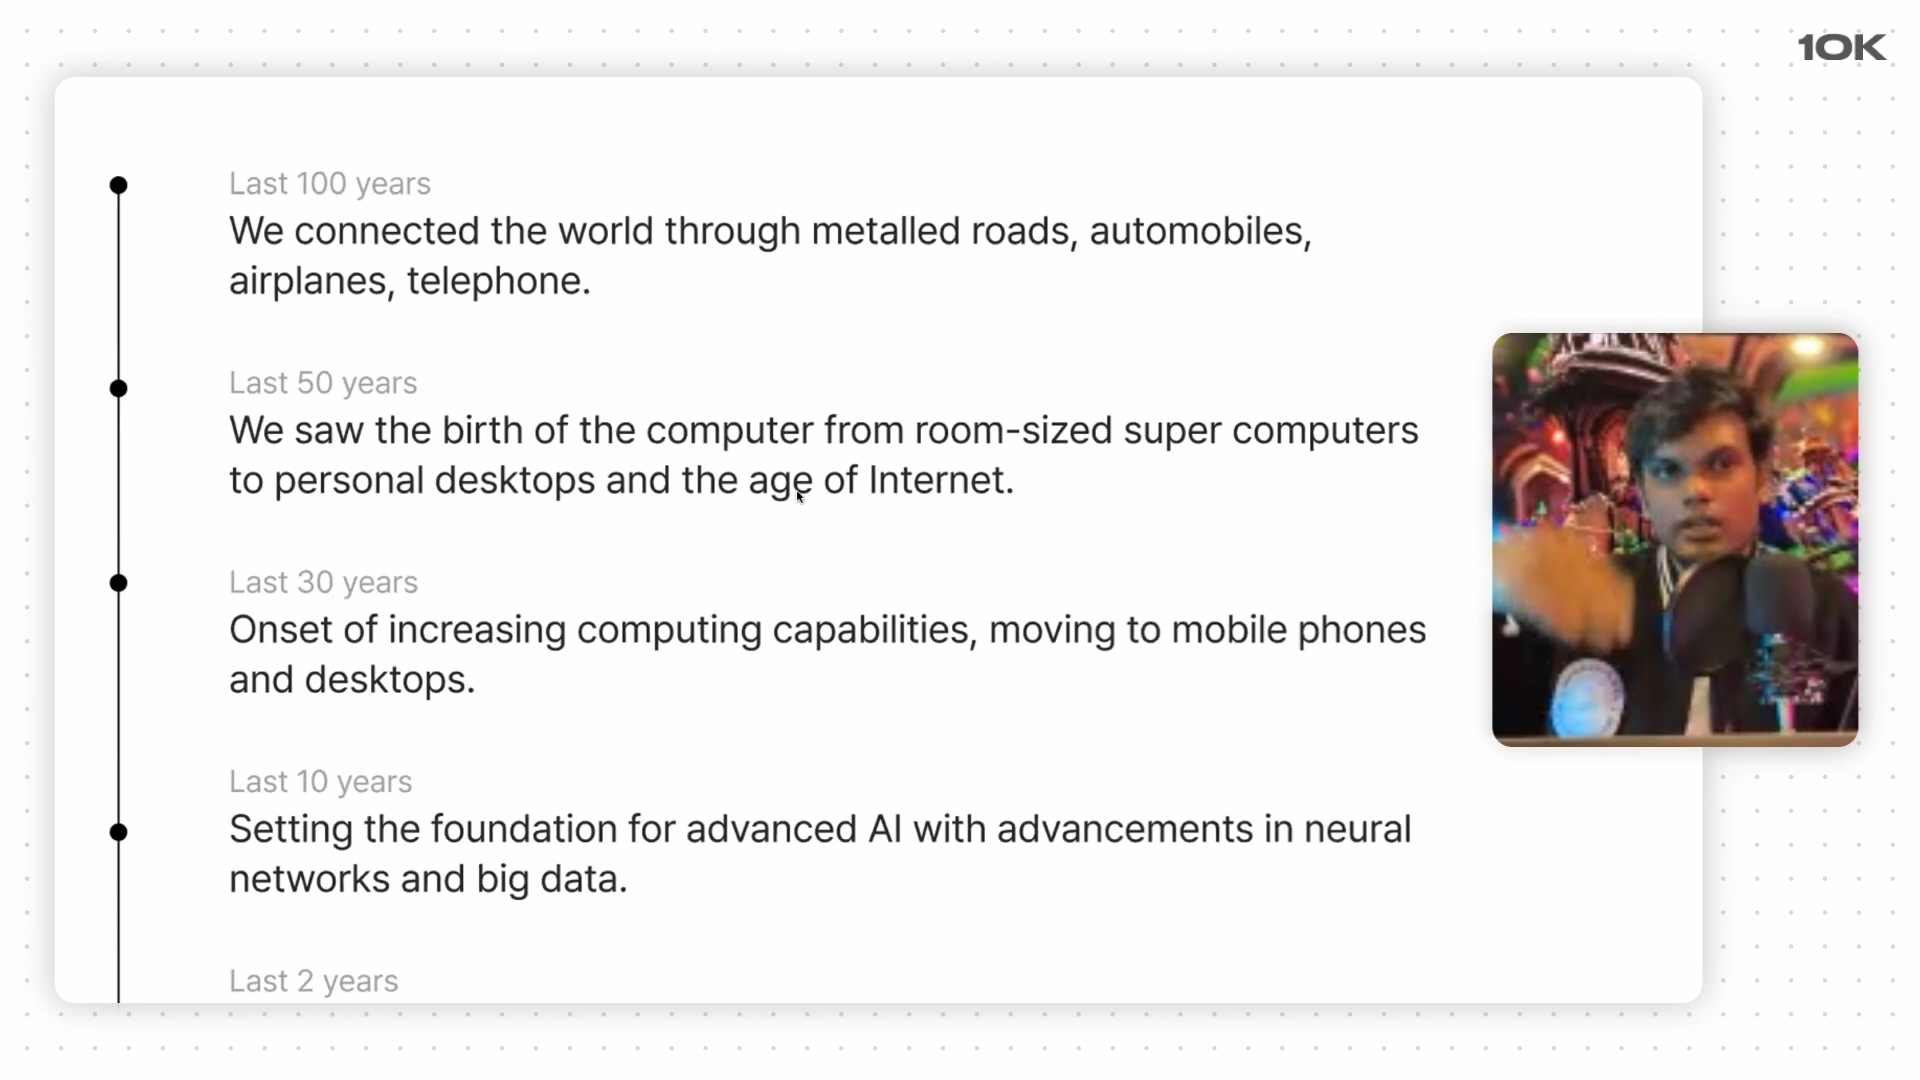 10K
Last 100 years
We connected the world through metalled roads, automobiles,
airplanes, telephone.
Last 50 years
We saw the birth of the computer from room-sized super computers
to personal desktops and the age of Internet.
Last 30 years
Onset of increasing computing capabilities, moving to mobile phones
and desktops.
Last 10 years
Setting the foundation for advanced AI with advancements in neural
networks and big data.
Last 2 years